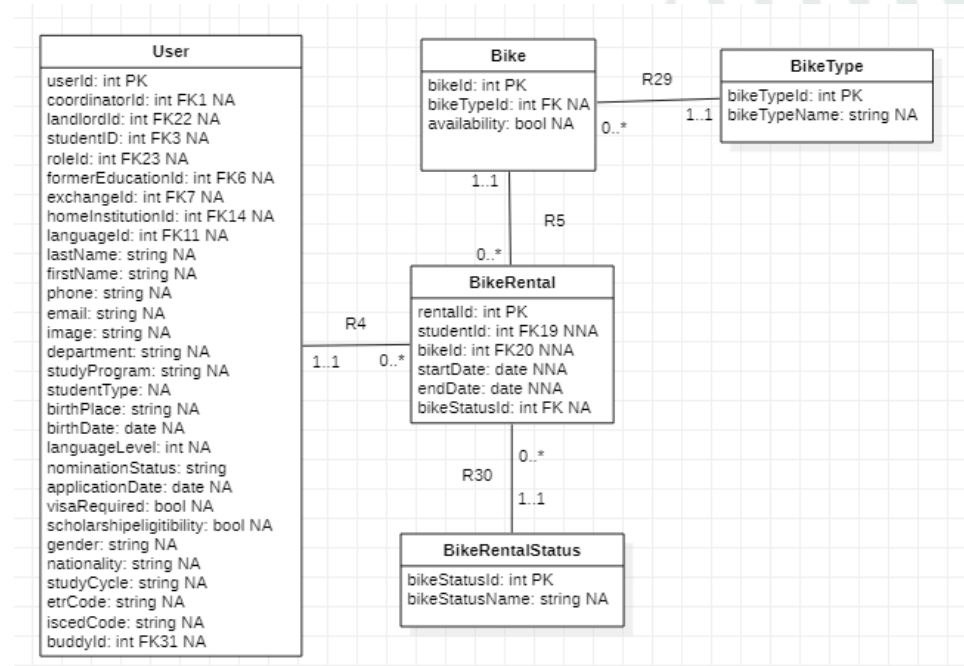 User
userId: int PK
coordinatorId: int FK1 NA
landlordId: int FK22 NA
studentID: int FK3 NA
roleId: int FK23 NA
formerEducationId: int FK6 NA
exchangeId: int FK7 NA
homeInstitutionId: int FK14 NA
languageId: int FK11 NA
lastName: string NA
firstName: string NA
phone: string NA
email: string NA
image: string NA
department: string NA
studyProgram: string NA
studentType: NA
birthPlace: string NA
birthDate: date NA
languageLevel: int NA
nominationStatus: string
applicationDate: date NA
visaRequired: bool NA
scholarshipeligitibility: bool NA
gender: string NA
nationality: string NA
studyCycle: string NA
etrCode: string NA
iscedCode: string NA
buddyId: int FK31 NA
Bike
bikeId: int PK
bikeTypeId: int FK NA
availability: bool NA
R29
0..*
1..1
BikeType
bikeTypeId: int PK
bikeTypeName: string NA
1..1
R5
0..*
BikeRental
rentalId: int PK
studentId: int FK19 NNA
bikeId: int FK20 NNA
startDate: date NNA
endDate: date NNA
bikeStatusId: int FK NA
R4
1..1
0..*
0..*
R30
1..1
BikeRentalStatus
bikeStatusId: int PK
bikeStatusName: string NA